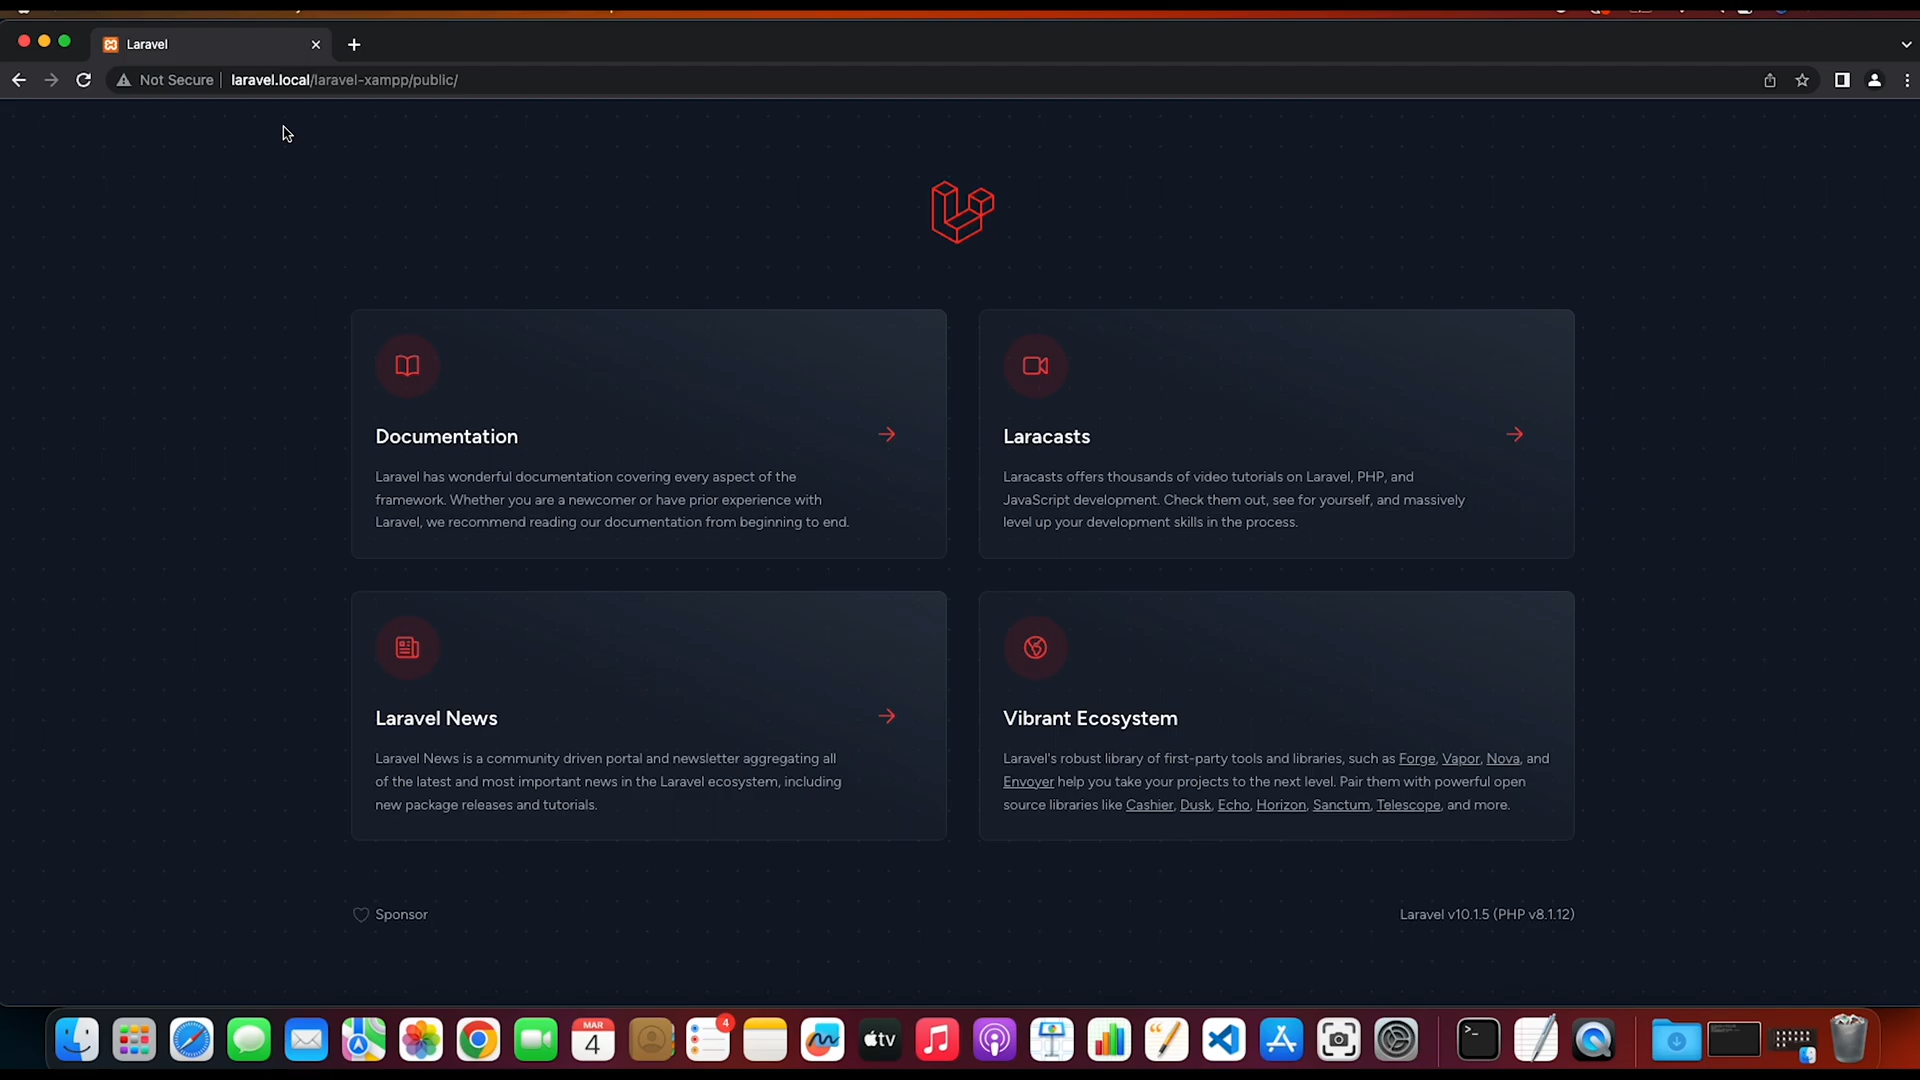 Laravel
Not Secure laravel.local/laravel-xampp/public/
Documentation
Laravel has wonderful documentation covering every aspect of the
framework. Whether you are a newcomer or have prior experience with
Laravel, we recommend reading our documentation from beginning to end.
Laracasts
Laracasts offers thousands of video tutorials on Laravel, PHP, and
JavaScript development. Check them out, see for yourself, and massively
level up your development skills in the process.
Laravel News
Laravel News is a community driven portal and newsletter aggregating all
of the latest and most important news in the Laravel ecosystem, including
new package releases and tutorials.
Vibrant Ecosystem
Laravel's robust library of first-party tools and libraries, such as Forge, Vapor, Nova, and
Envoyer help you take your projects to the next level. Pair them with powerful open
source libraries like Cashier, Dusk, Echo, Horizon, Sanctum, Telescope, and more.
Sponsor
Laravel v10.1.5 (PHP v8.1.12)
MAR
4
4
tv